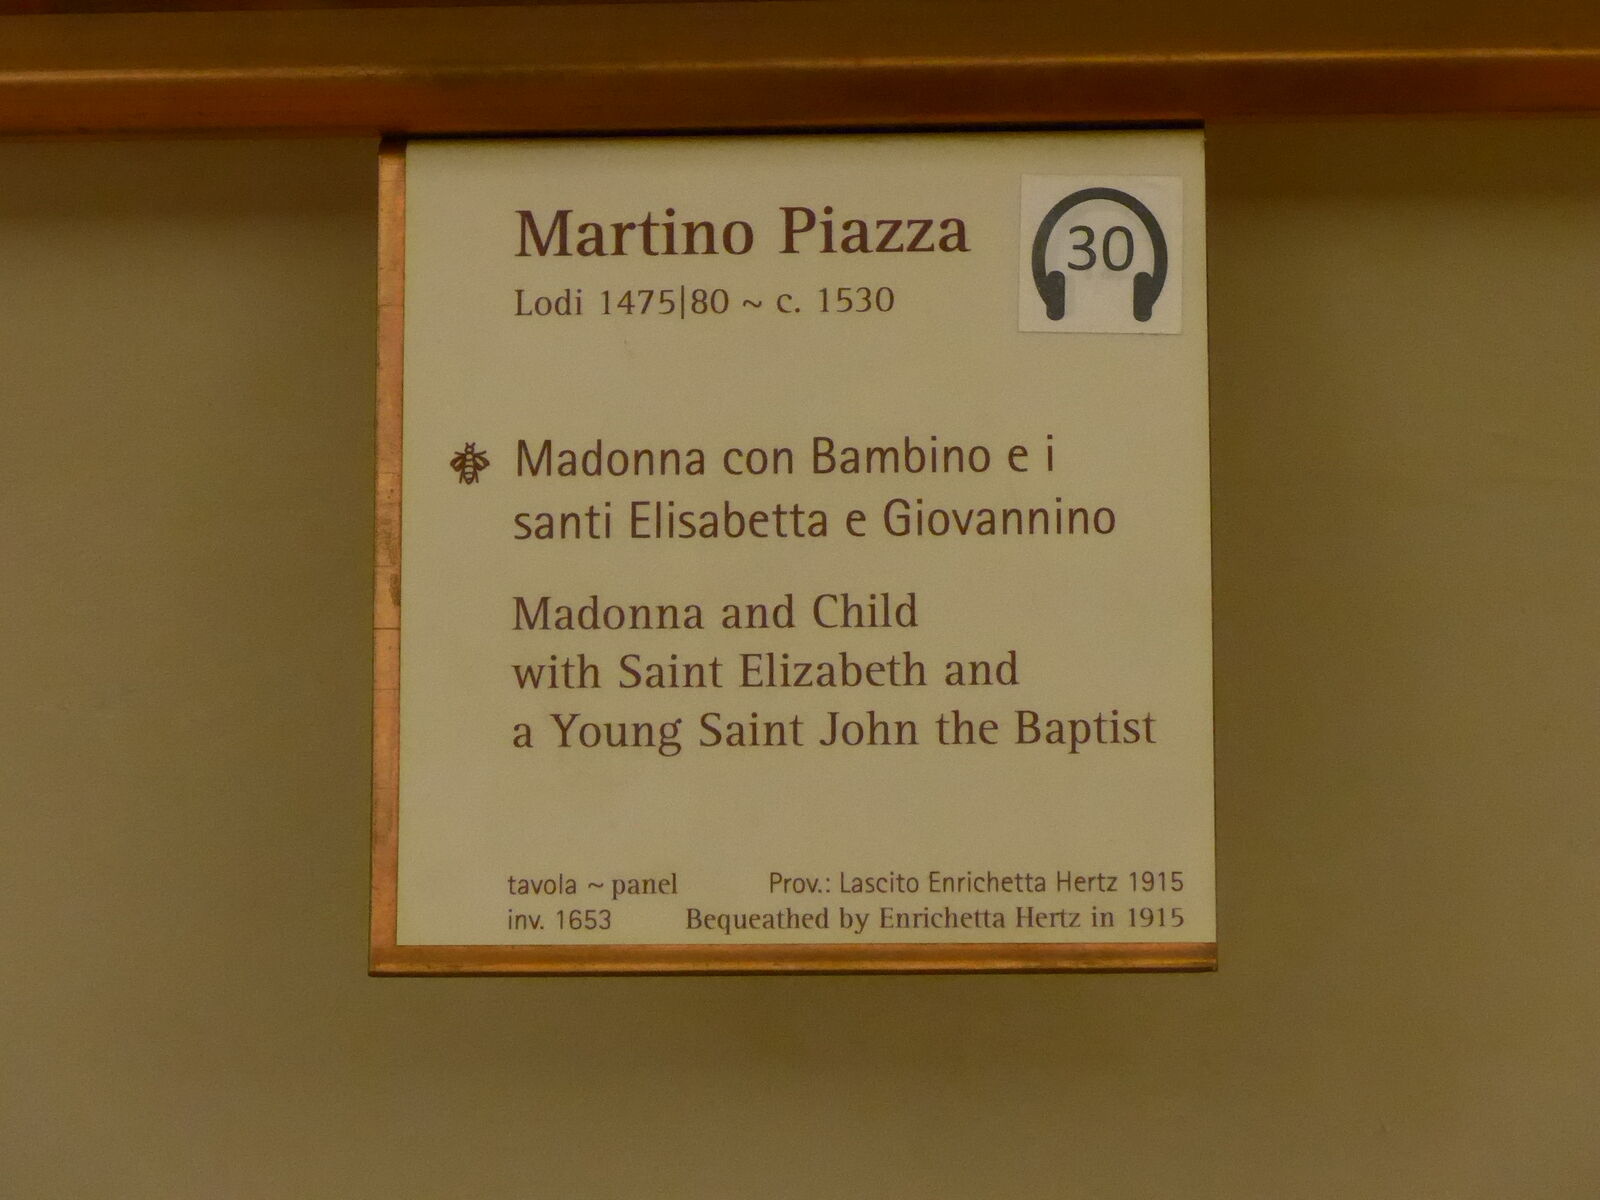 Martino Piazza
30
Lodi 1475|80 ~ c. 1530
Madonna con Bambino e i
santi Elisabetta e Giovannino
Madonna and Child
with Saint Elizabeth and
a Young Saint John the Baptist
tavola ~ panel
inv. 1653
Prov.: Lascito Enrichetta Hertz 1915
Bequeathed by Enrichetta Hertz in 1915